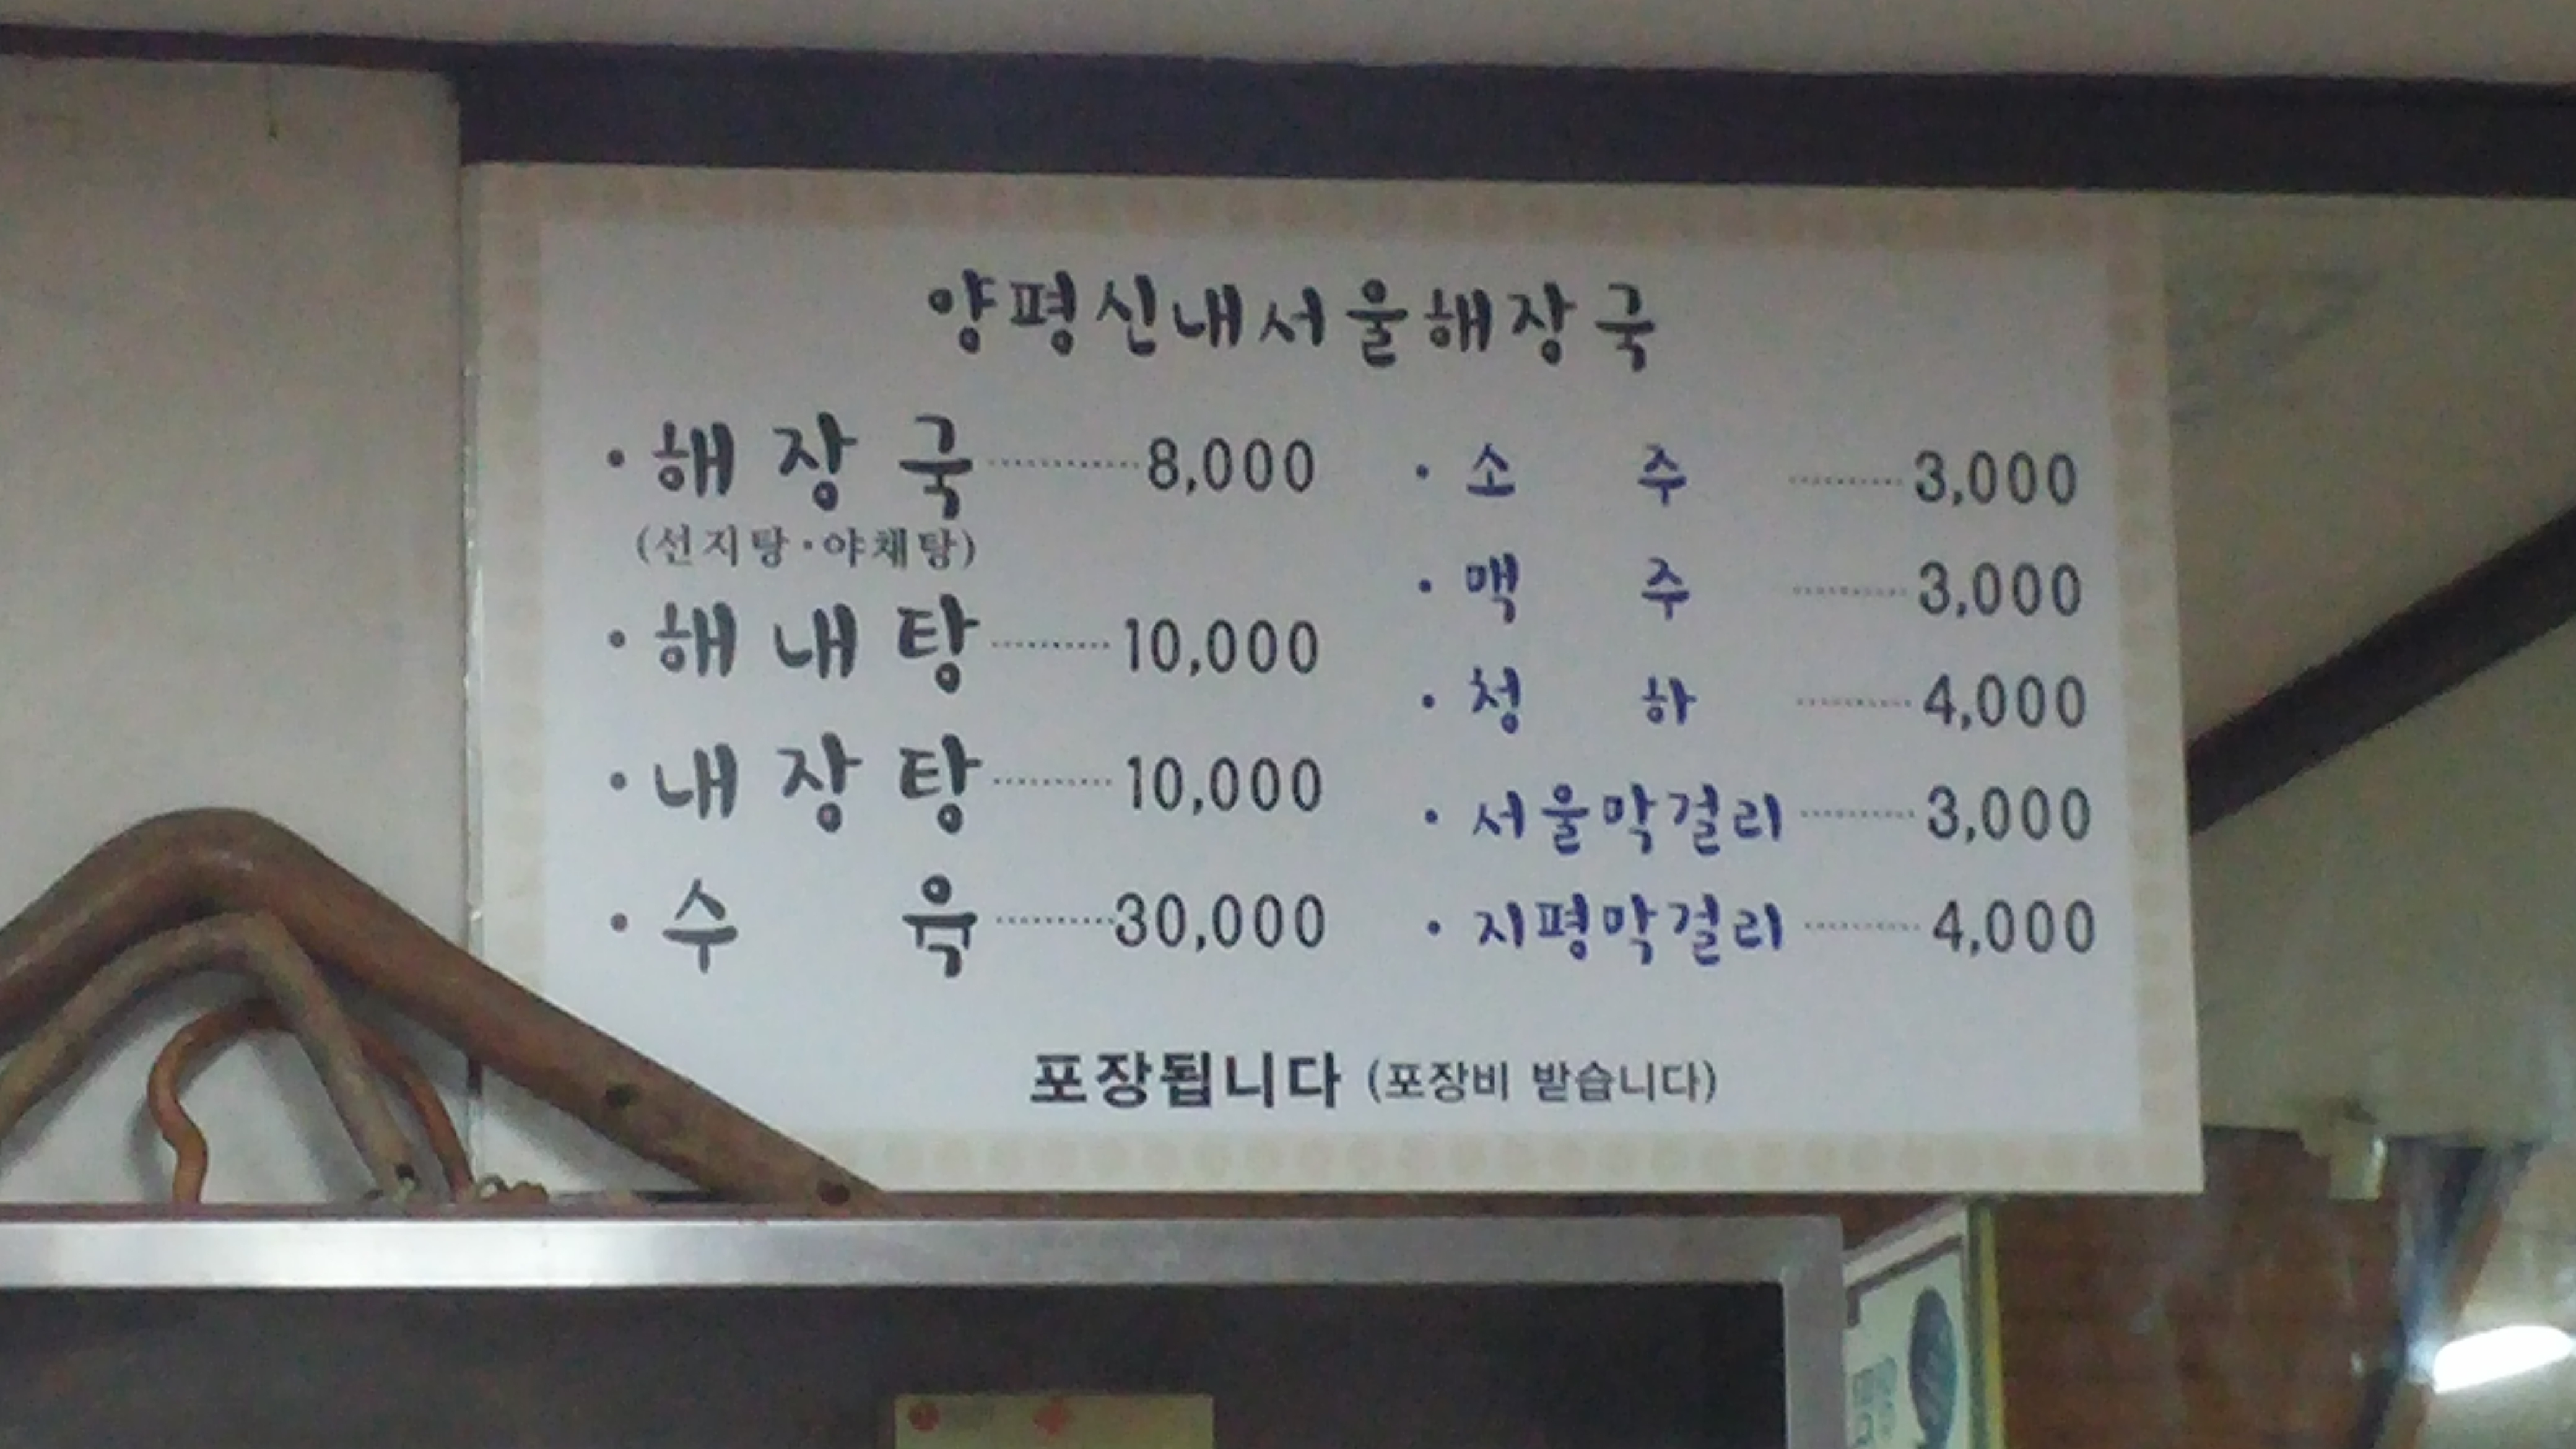 양평신내서울해장국
· 해 장 국 ---------- 8,000
(선지탕·야채탕)
· 해 내 탕 ---------- 10,000
· 내 장 탕 ---------- 10,000
· 수 육 ---------- 30,000
· 소 주 ---------- 3,000
· 맥 주 ---------- 3,000
· 청 하 ---------- 4,000
· 서울막걸리 ---------- 3,000
· 지평막걸리 ---------- 4,000
포장됩니다 (포장비 받습니다)